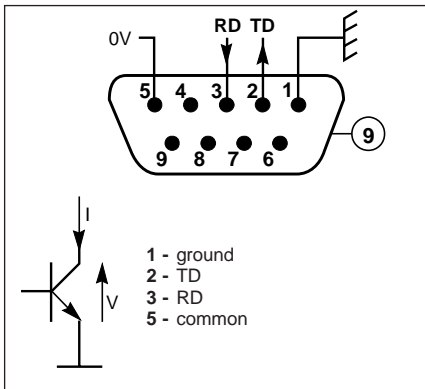 0V RD TD
5 4 3 2 1
9
9 8 7 6
I
V
1 - ground
2 - TD
3 - RD
5 - common